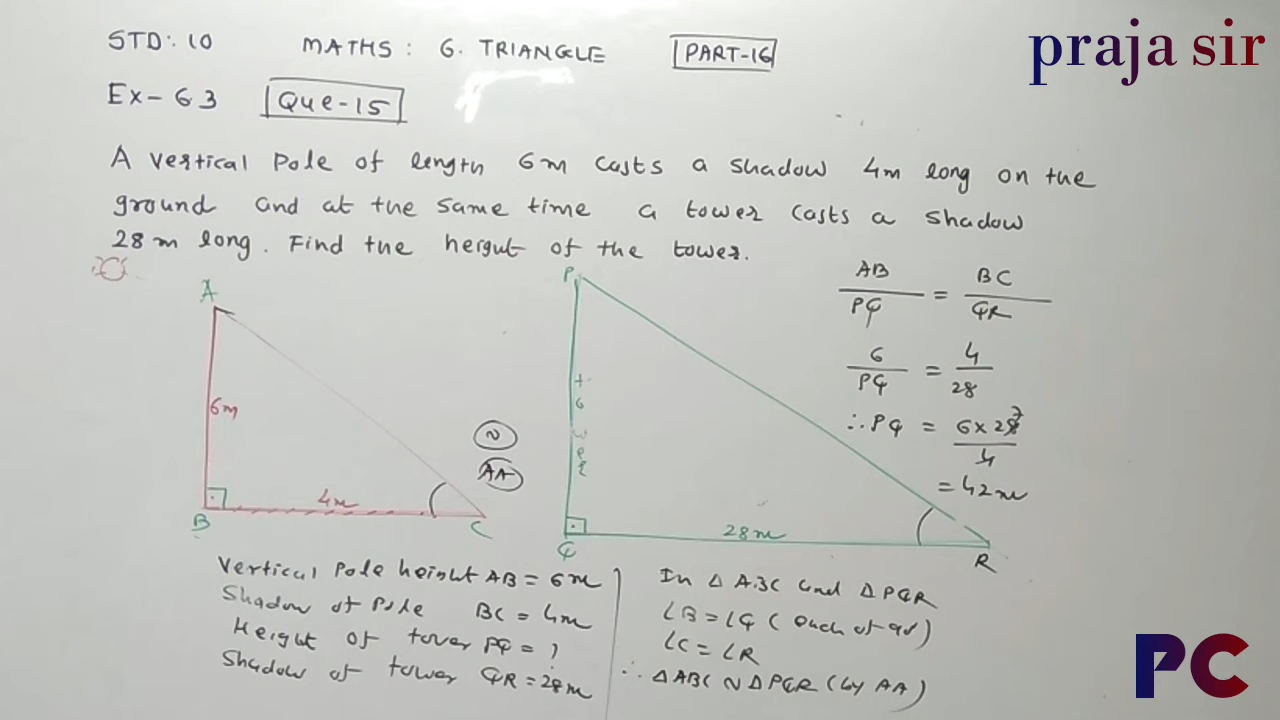 praja sir
STD: 10 MATHS: 6. TRIANGLE PART-16
Ex-6.3 Que-15
A vertical Pole of length 6m casts a shadow 4m long on the
ground and at the same time a tower casts a shadow
28 m long. Find the height of the tower.
A
6m
B
4m
C
~
AA
P
tower
Q
28m
R
AB/PQ = BC/QR
6/PQ = 4/28
∴ PQ = 6 x 28/4
7
= 42m
Vertical Pole height AB = 6m
Shadow of Pole BC = 4m
Height of tower PQ = ?
Shadow of tower QR = 28m
In Δ ABC and Δ PQR
∠B = ∠Q (each of 90)
∠C = ∠R
∴ ΔABC ~ ΔPQR (by AA)
PC